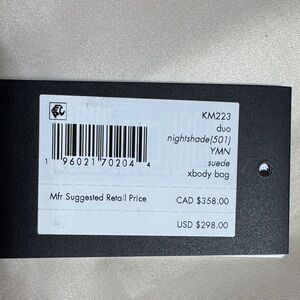 KM223
duo
nightshade(501)
YMN
suede
xbody bag
1 96021 70204 4
Mfr Suggested Retail Price
CAD $358.00
USD $298.00